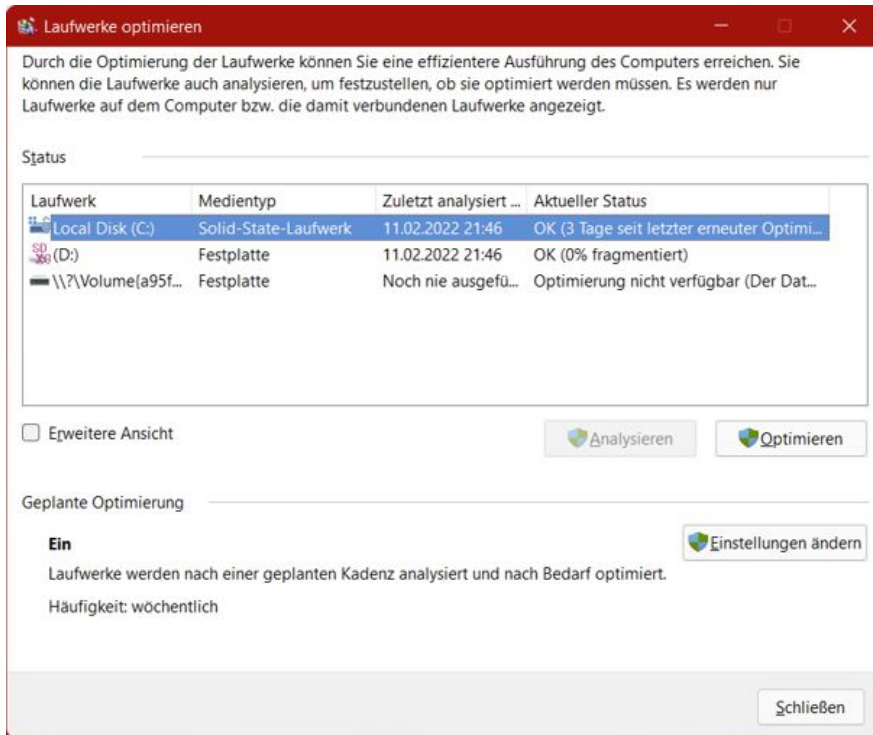 Laufwerke optimieren
Durch die Optimierung der Laufwerke können Sie eine effizientere Ausführung des Computers erreichen. Sie
können die Laufwerke auch analysieren, um festzustellen, ob sie optimiert werden müssen. Es werden nur
Laufwerke auf dem Computer bzw. die damit verbundenen Laufwerke angezeigt.
Status
Laufwerk Medientyp Zuletzt analysiert ... Aktueller Status
Local Disk (C:) Solid-State-Laufwerk 11.02.2022 21:46 OK (3 Tage seit letzter erneuter Optimi...
(D:) Festplatte 11.02.2022 21:46 OK (0% fragmentiert)
\\?\Volume{a95f... Festplatte Noch nie ausgefü... Optimierung nicht verfügbar (Der Dat...
Erweitere Ansicht Analysieren Optimieren
Geplante Optimierung
Ein Einstellungen ändern
Laufwerke werden nach einer geplanten Kadenz analysiert und nach Bedarf optimiert.
Häufigkeit: wöchentlich
Schließen